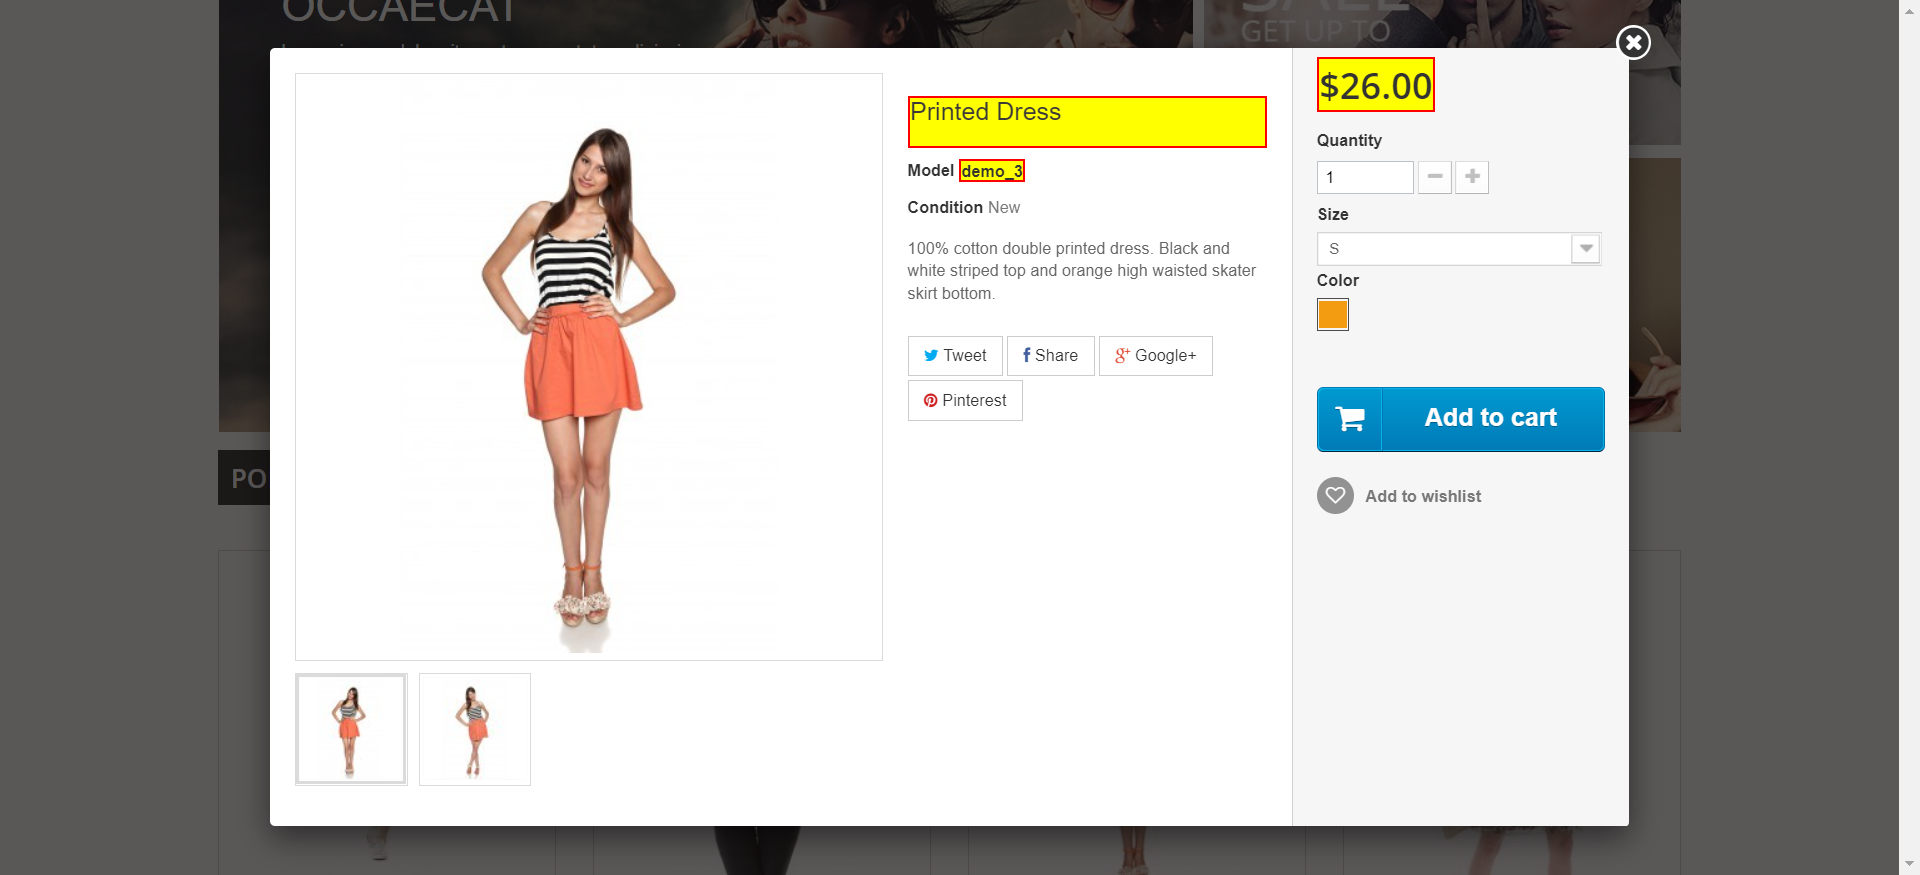 OCCAECAT
SALE
GET UP TO
$26.00
Printed Dress
Model demo_3
Condition New
100% cotton double printed dress. Black and
white striped top and orange high waisted skater
skirt bottom.
Tweet
Share
Google+
Pinterest
Quantity
1
Size
S
Color
Add to cart
Add to wishlist
PO